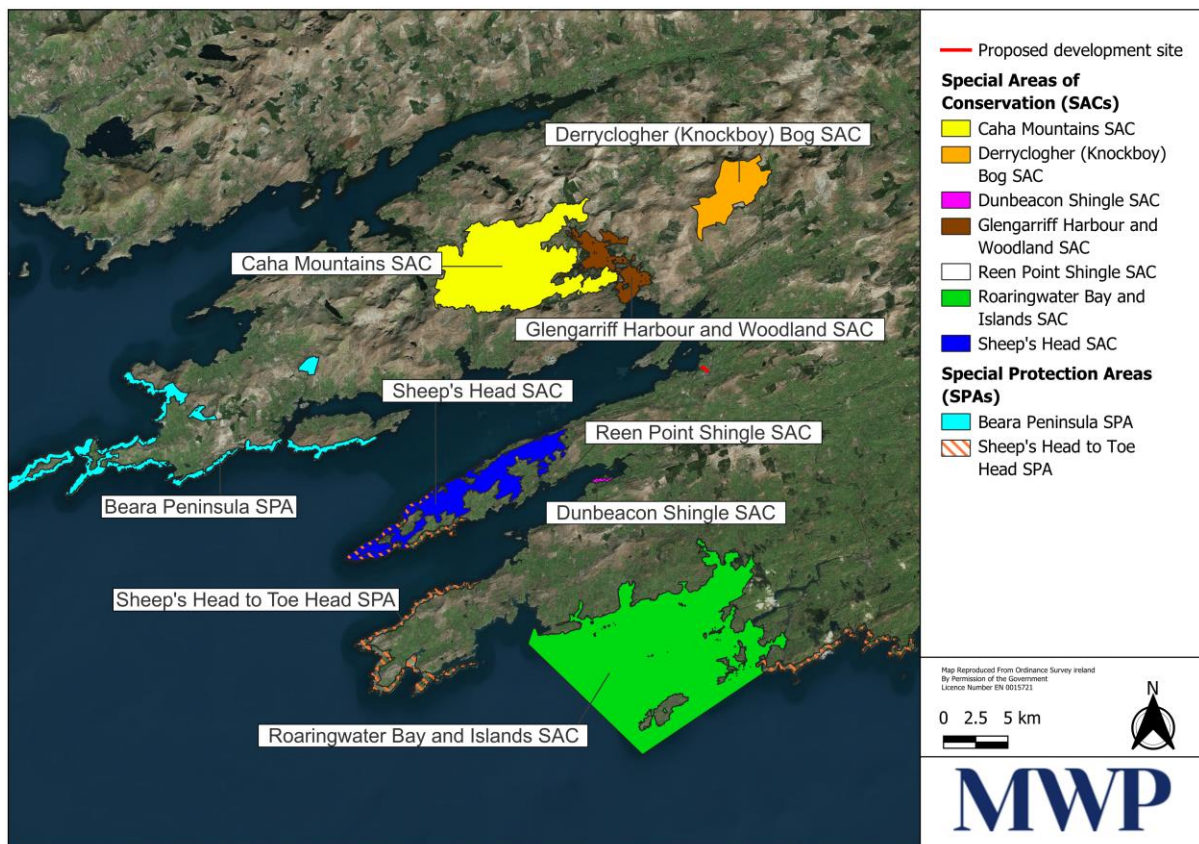 Derryclogher (Knockboy) Bog SAC
Caha Mountains SAC
Glengarriff Harbour and Woodland SAC
Sheep's Head SAC
Reen Point Shingle SAC
Beara Peninsula SPA
Dunbeacon Shingle SAC
Sheep's Head to Toe Head SPA
Roaringwater Bay and Islands SAC
Proposed development site
Special Areas of
Conservation (SACs)
Caha Mountains SAC
Derryclogher (Knockboy)
Bog SAC
Dunbeacon Shingle SAC
Glengarriff Harbour and
Woodland SAC
Reen Point Shingle SAC
Roaringwater Bay and
Islands SAC
Sheep's Head SAC
Special Protection Areas
(SPAs)
Beara Peninsula SPA
Sheep's Head to Toe
Head SPA
Map Reproduced From Ordinance Survey ireland
By Permission of the Government
Licence Number EN 0015721
N
0 2.5 5 km
MWP